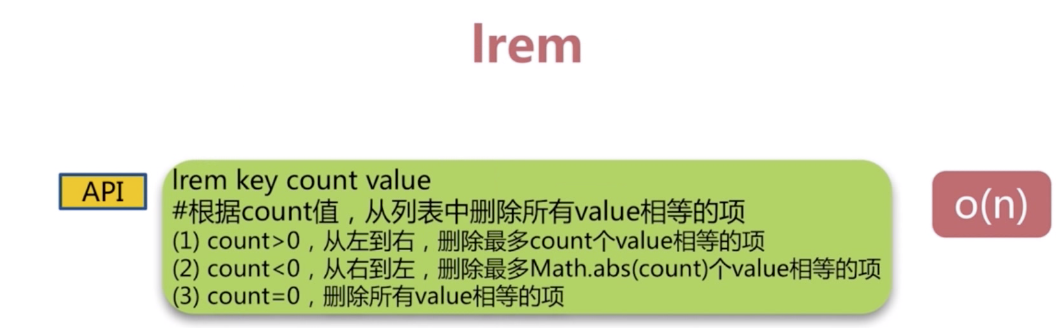 lrem
API
lrem key count value
#根据count值，从列表中删除所有value相等的项
(1) count>0，从左到右，删除最多count个value相等的项
(2) count<0，从右到左，删除最多Math.abs(count)个value相等的项
(3) count=0，删除所有value相等的项
o(n)